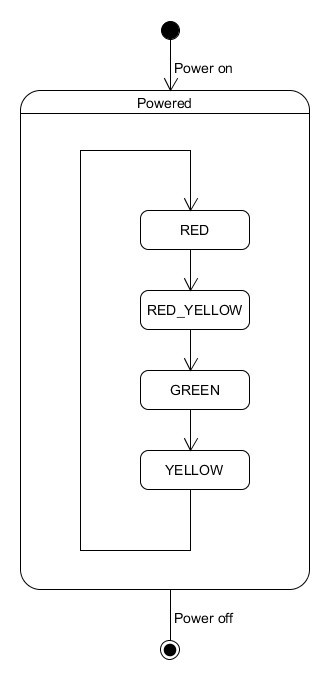 Power on
Powered
RED
RED_YELLOW
GREEN
YELLOW
Power off